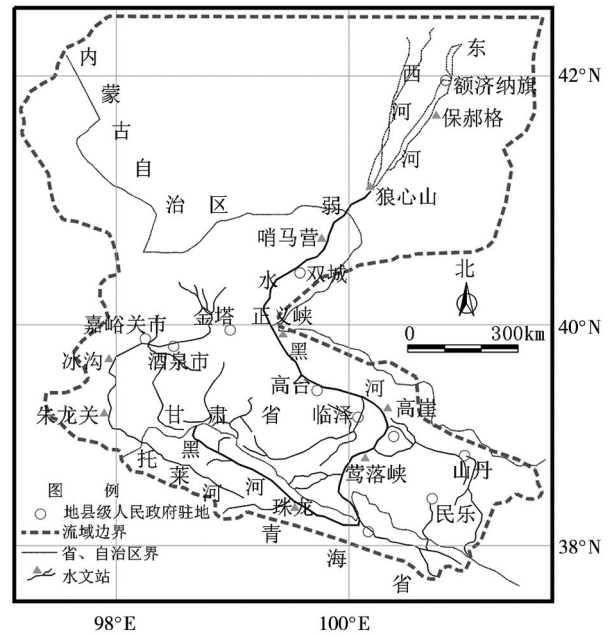 内蒙古自治区
东河
西河
42°N
额济纳旗
保郝格
狼心山
弱水
哨马营
双城
北
0 300km
金塔
正义峡
40°N
嘉峪关市
酒泉市
冰沟
黑河
高台
临泽
高崖
朱龙关
甘肃省
托莱河
黑河
莺落峡
山丹
珠龙
民乐
青海省
38°N
图 例
地县级人民政府驻地
流域边界
省、自治区界
水文站
98°E
100°E